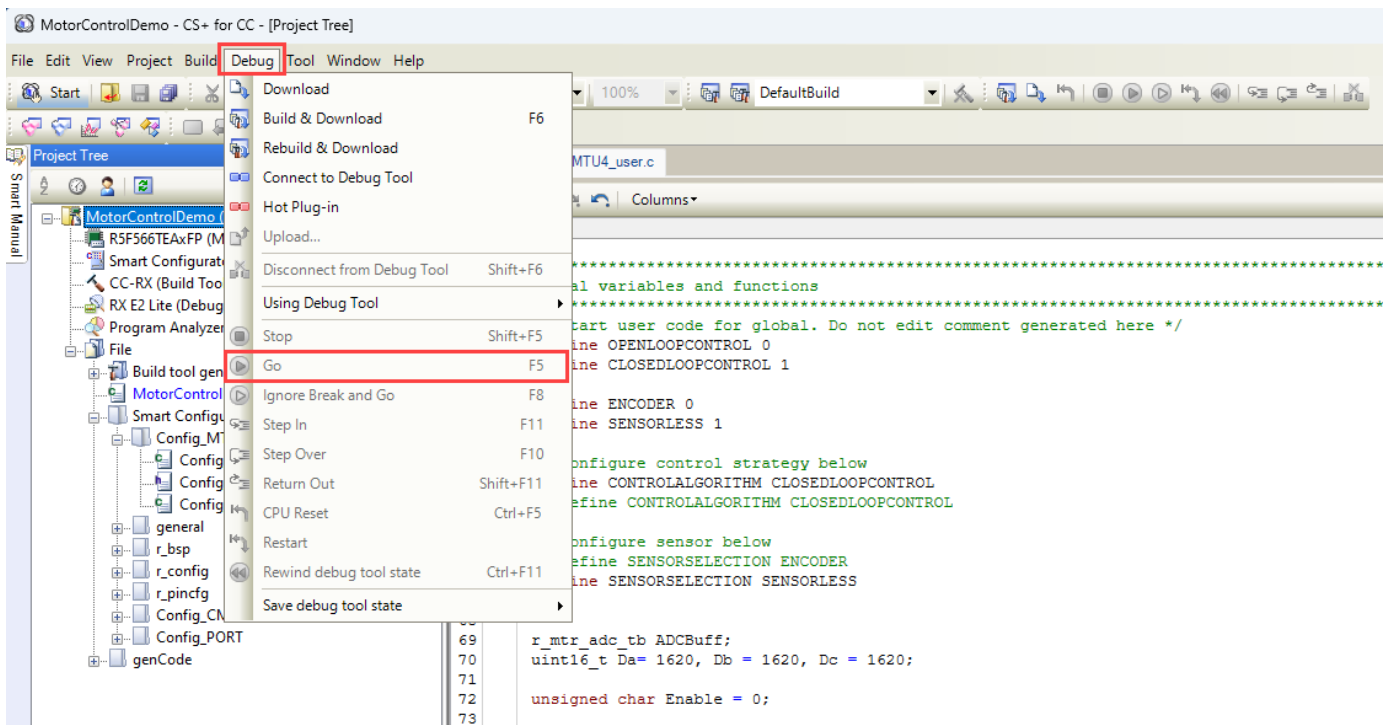 MotorControlDemo - CS+ for CC - [Project Tree]
File Edit View Project Build Debug Tool Window Help
Start 100% DefaultBuild
Download
Build & Download F6
Rebuild & Download
Connect to Debug Tool
Hot Plug-in
Upload...
Disconnect from Debug Tool Shift+F6
Using Debug Tool
Stop Shift+F5
Go F5
Ignore Break and Go F8
Step In F11
Step Over F10
Return Out Shift+F11
CPU Reset Ctrl+F5
Restart
Rewind debug tool state Ctrl+F11
Save debug tool state
Smart Manual
Project Tree
MotorControlDemo (
R5F566TEAxFP (M
Smart Configurat
CC-RX (Build Too
RX E2 Lite (Debug
Program Analyzer
File
Build tool gen
MotorControl
Smart Configu
Config_MT
Config
Config
Config
general
r_bsp
r_config
r_pincfg
Config_CM
Config_PORT
genCode
MTU4_user.c
Columns
al variables and functions
tart user code for global. Do not edit comment generated here */
ine OPENLOOPCONTROL 0
ine CLOSEDLOOPCONTROL 1
ine ENCODER 0
ine SENSORLESS 1
onfigure control strategy below
ine CONTROLALGORITHM CLOSEDLOOPCONTROL
efine CONTROLALGORITHM CLOSEDLOOPCONTROL
onfigure sensor below
efine SENSORSELECTION ENCODER
ine SENSORSELECTION SENSORLESS
69 r_mtr_adc_tb ADCBuff;
70 uint16_t Da= 1620, Db = 1620, Dc = 1620;
71
72 unsigned char Enable = 0;
73